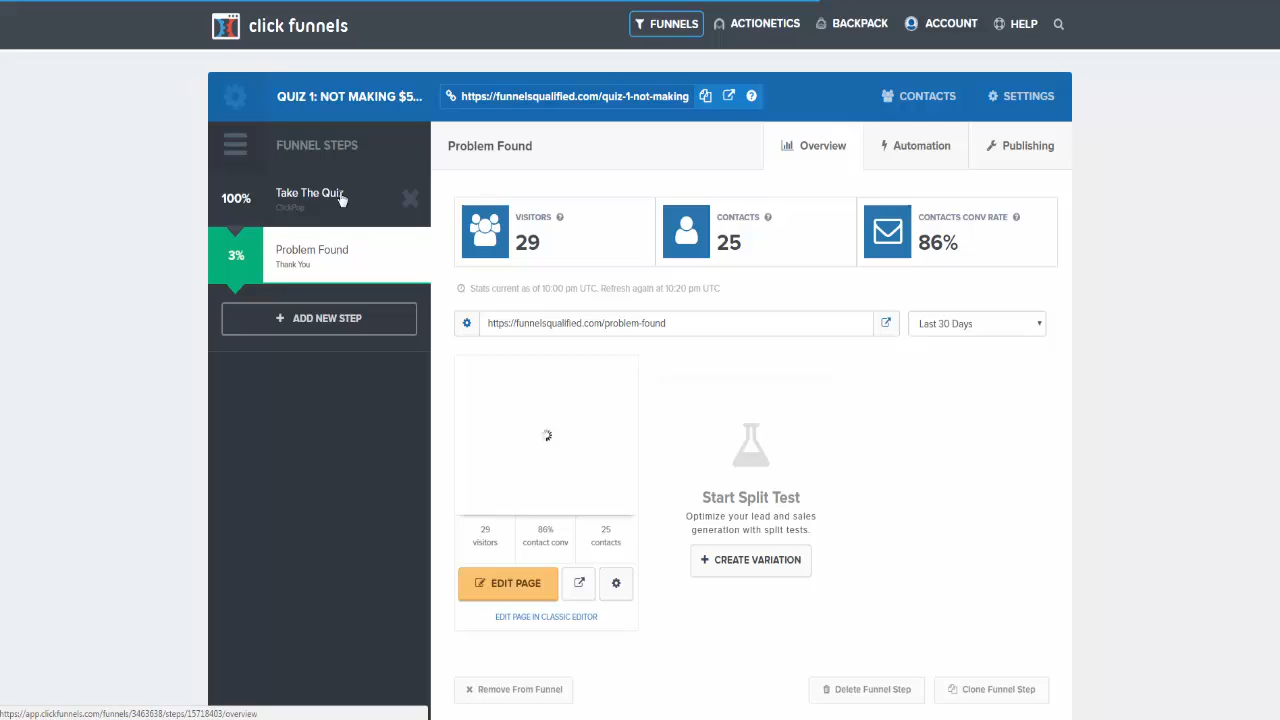 click funnels
FUNNELS
ACTIONETICS
BACKPACK
ACCOUNT
HELP
QUIZ 1: NOT MAKING $5...
https://funnelsqualified.com/quiz-1-not-making
CONTACTS
SETTINGS
FUNNEL STEPS
Problem Found
Overview
Automation
Publishing
100%
Take The Quiz
ClickPop
3%
Problem Found
Thank You
+ ADD NEW STEP
VISITORS
29
CONTACTS
25
CONTACTS CONV RATE
86%
Stats current as of 10:00 pm UTC. Refresh again at 10:20 pm UTC
https://funnelsqualified.com/problem-found
Last 30 Days
29
visitors
86%
contact conv
25
contacts
EDIT PAGE
EDIT PAGE IN CLASSIC EDITOR
Start Split Test
Optimize your lead and sales
generation with split tests.
+ CREATE VARIATION
Remove From Funnel
Delete Funnel Step
Clone Funnel Step
https://app.clickfunnels.com/funnels/3463638/steps/15718403/overview